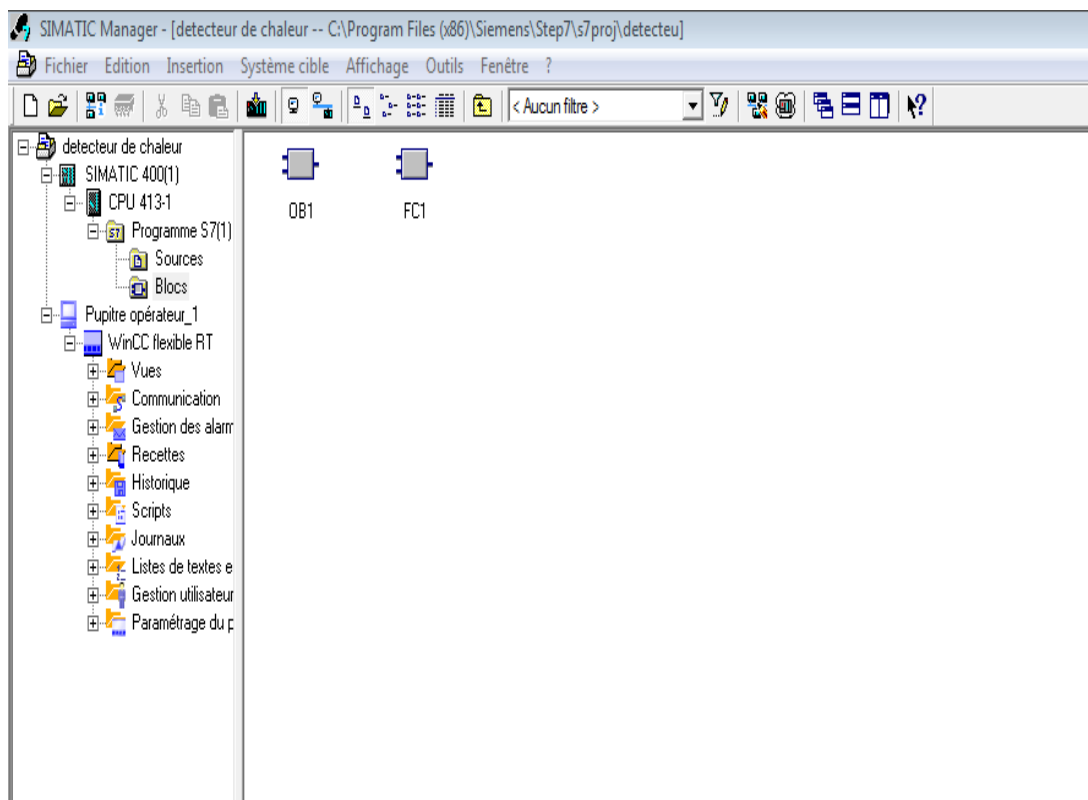 SIMATIC Manager - [detecteur de chaleur -- C:\Program Files (x86)\Siemens\Step7\s7proj\detecteu]
Fichier Edition Insertion Système cible Affichage Outils Fenêtre ?
< Aucun filtre >
detecteur de chaleur
SIMATIC 400(1)
CPU 413-1
Programme S7(1)
Sources
Blocs
Pupitre opérateur_1
WinCC flexible RT
Vues
Communication
Gestion des alarm
Recettes
Historique
Scripts
Journaux
Listes de textes e
Gestion utilisateur
Paramétrage du p
OB1 FC1